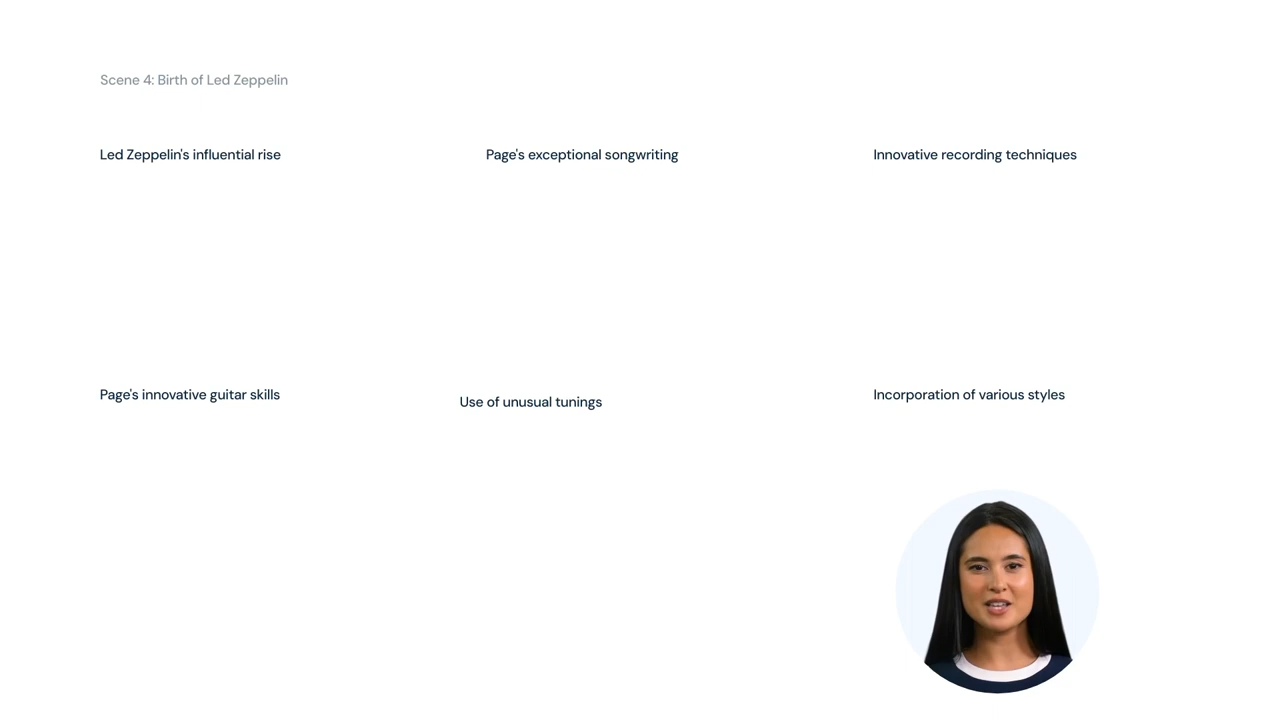 Scene 4: Birth of Led Zeppelin
Led Zeppelin's influential rise
Page's exceptional songwriting
Innovative recording techniques
Page's innovative guitar skills
Use of unusual tunings
Incorporation of various styles